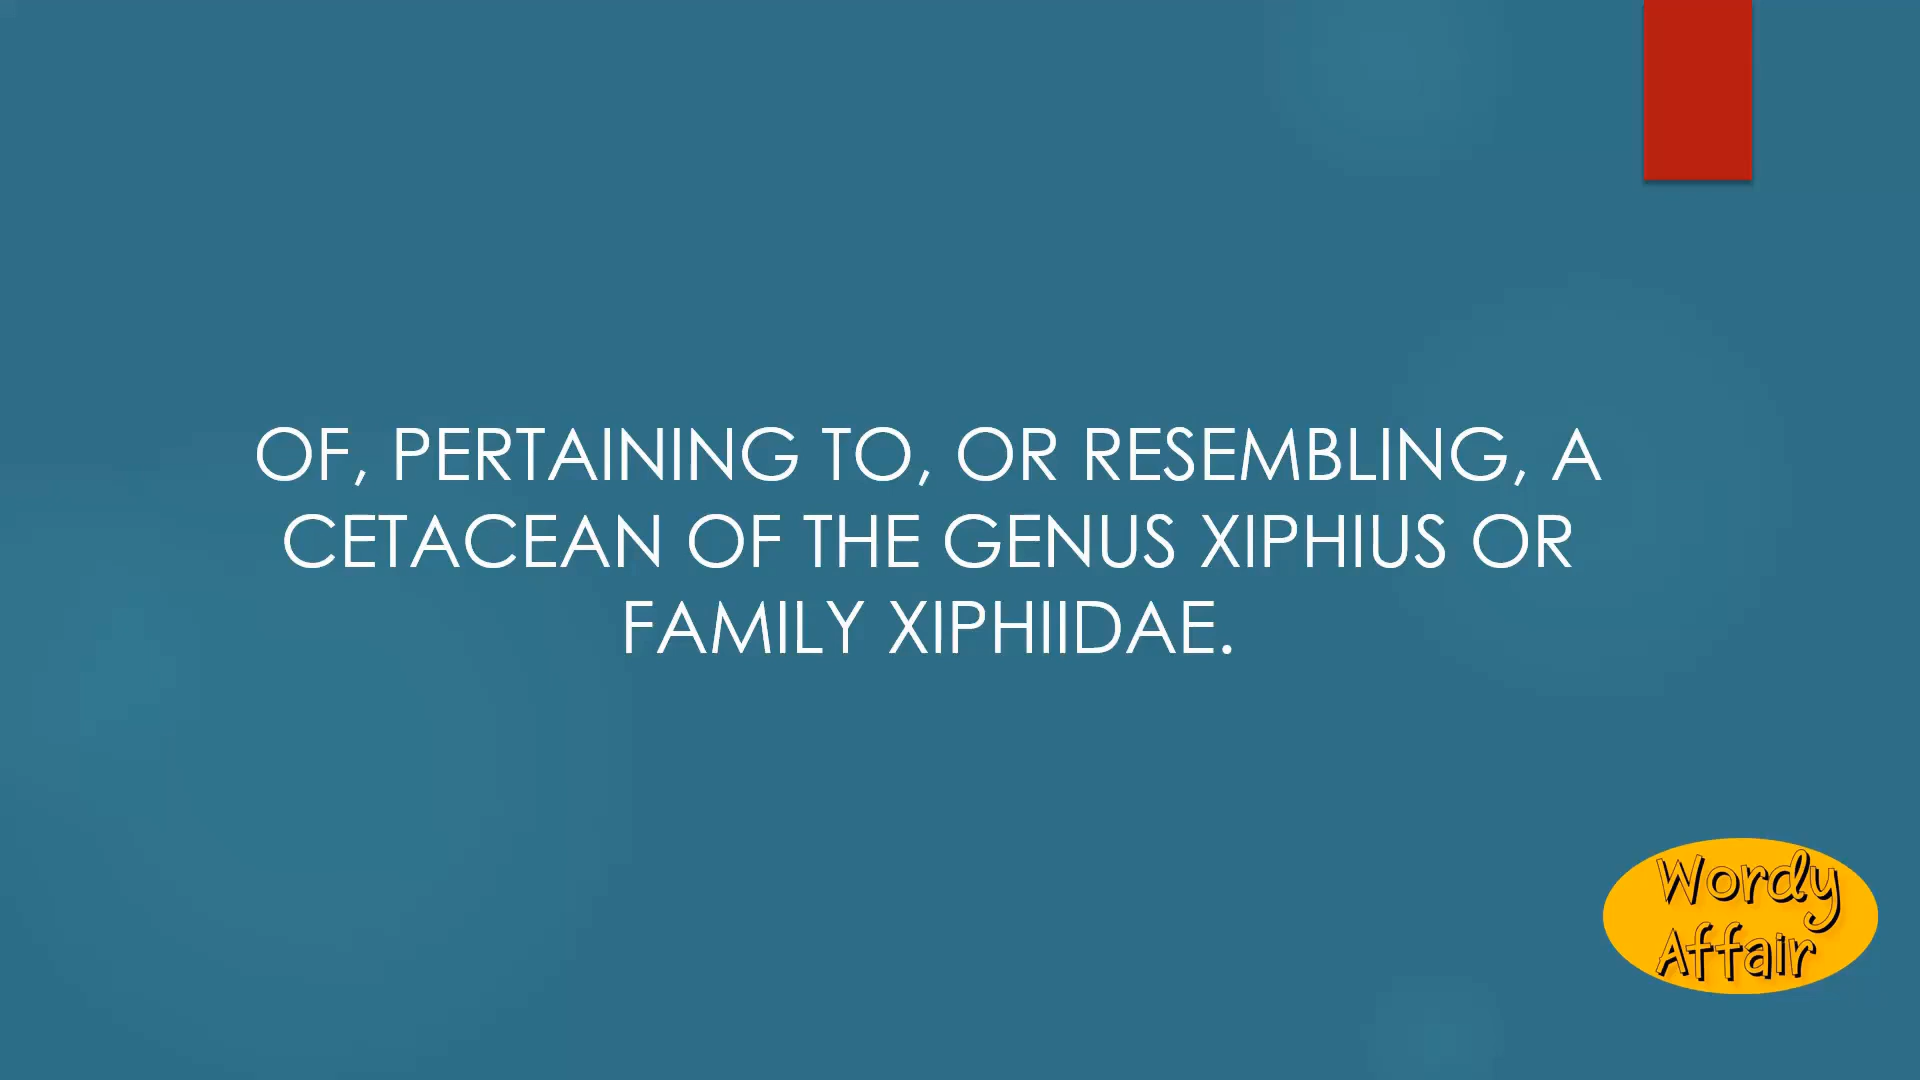 OF, PERTAINING TO, OR RESEMBLING, A
CETACEAN OF THE GENUS XIPHIUS OR
FAMILY XIPHIIDAE.
Wordy
Affair